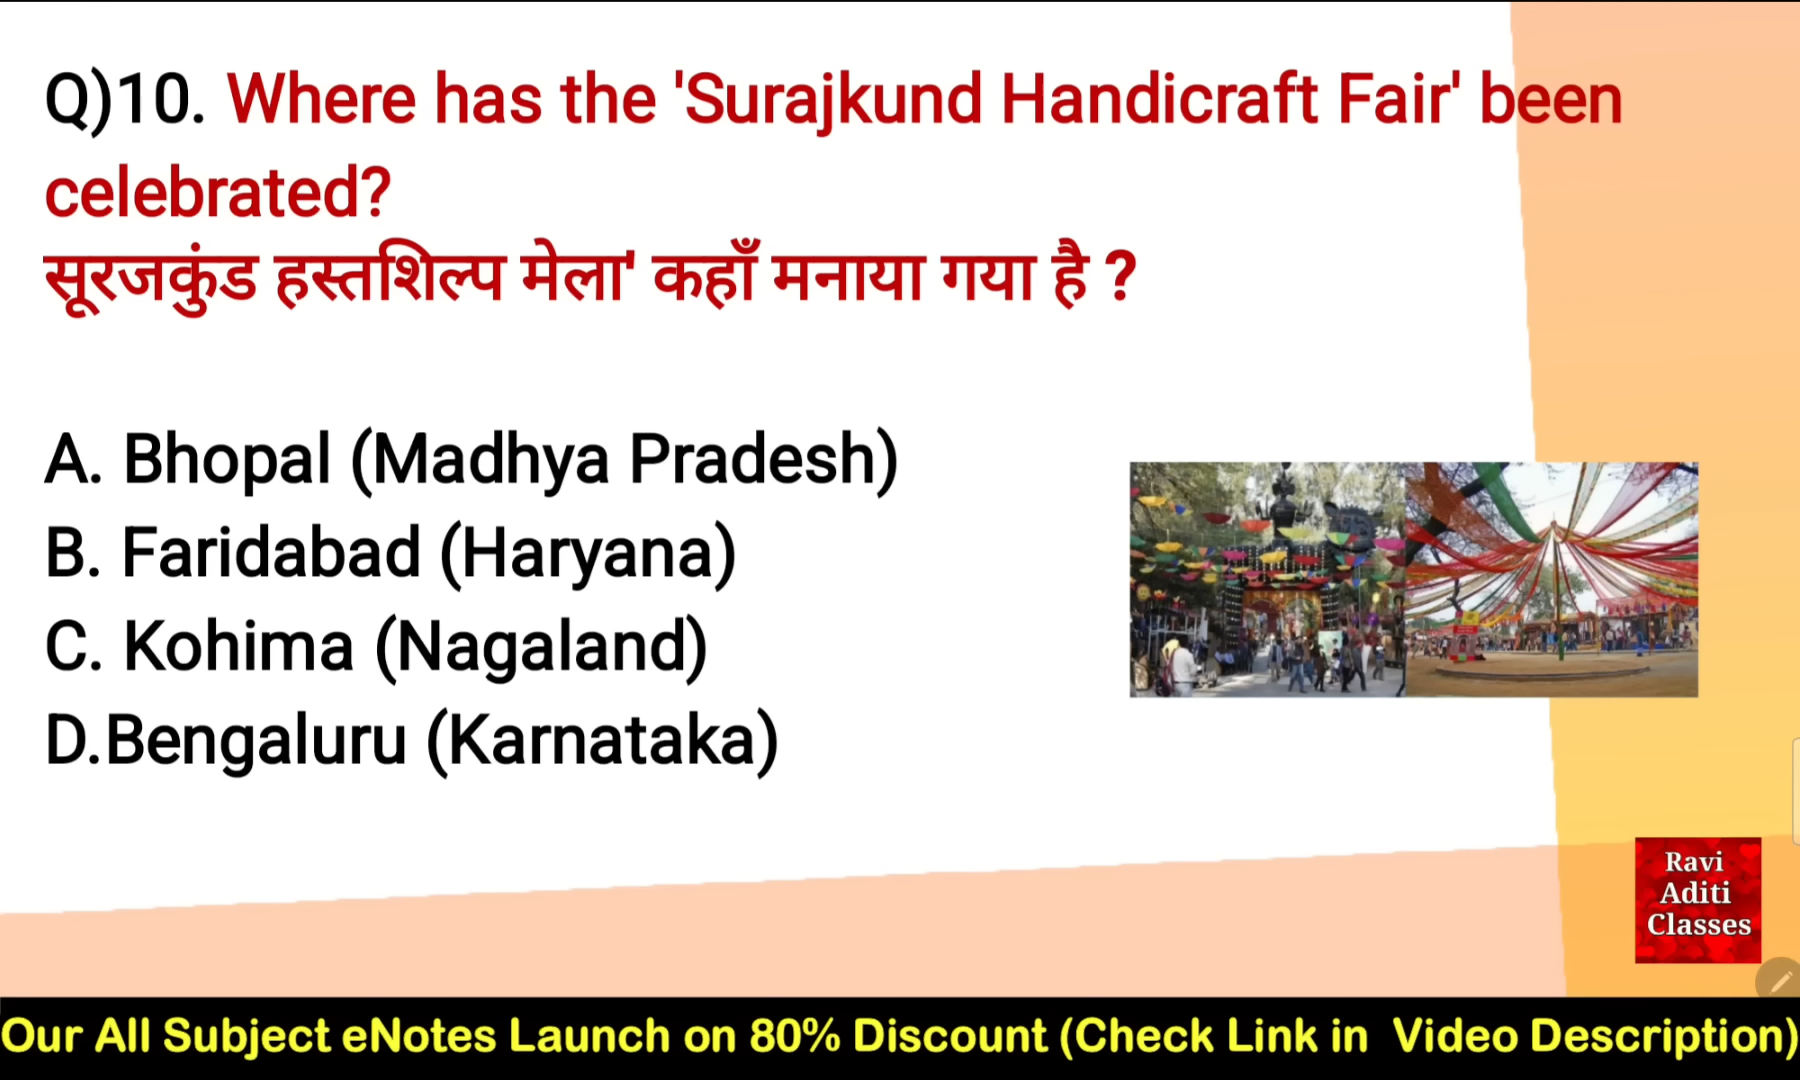 Q)10. Where has the 'Surajkund Handicraft Fair' been
celebrated?
सूरजकुंड हस्तशिल्प मेला' कहाँ मनाया गया है ?
A. Bhopal (Madhya Pradesh)
B. Faridabad (Haryana)
C. Kohima (Nagaland)
D.Bengaluru (Karnataka)
Ravi
Aditi
Classes
Our All Subject eNotes Launch on 80% Discount (Check Link in  Video Description)